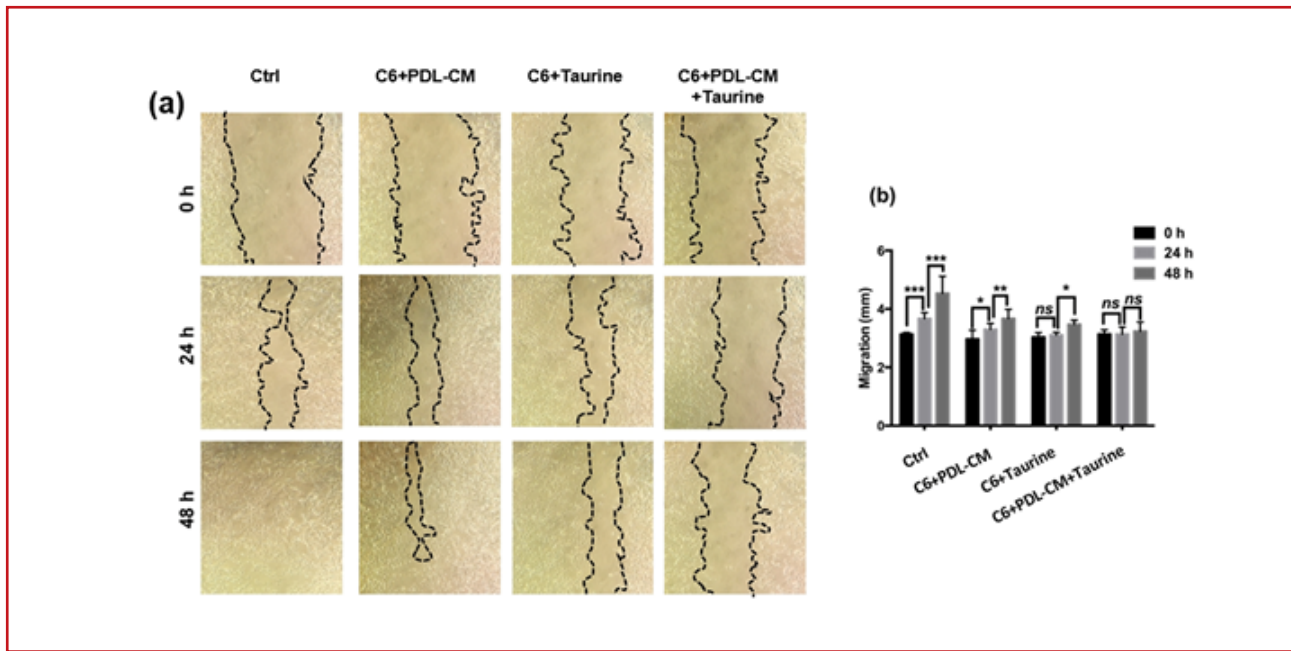 Ctrl
C6+PDL-CM
C6+Taurine
C6+PDL-CM
+Taurine
(a)
0 h
24 h
48 h
(b)
0 h
24 h
48 h
Migration (mm)
6
4
2
0
***
***
*
**
ns
*
ns
ns
Ctrl
C6+PDL-CM
C6+Taurine
C6+PDL-CM+Taurine